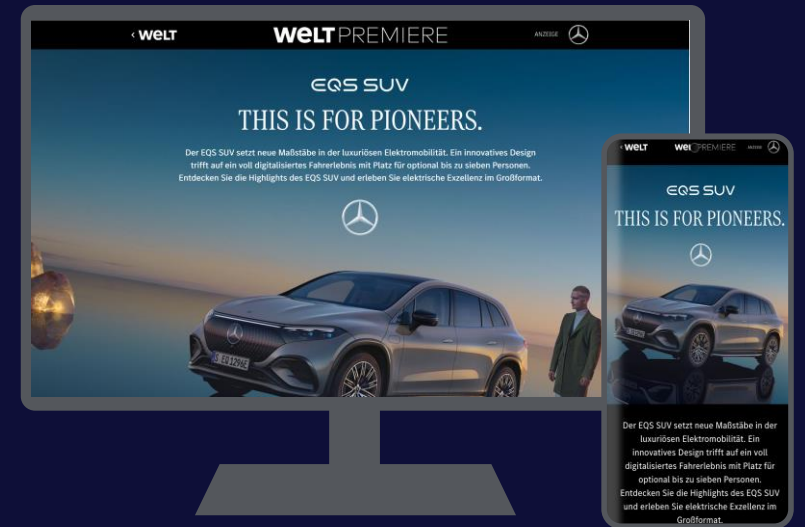 ‹ WELT
WELTPREMIERE
ANZEIGE
EQS SUV
THIS IS FOR PIONEERS.
Der EQS SUV setzt neue Maßstäbe in der luxuriösen Elektromobilität. Ein innovatives Design
trifft auf ein voll digitalisiertes Fahrerlebnis mit Platz für optional bis zu sieben Personen.
Entdecken Sie die Highlights des EQS SUV und erleben Sie elektrische Exzellenz im Großformat.
S EQ 1296E
‹ WELT
ANZEIGE
EQS SUV
THIS IS FOR PIONEERS.
Der EQS SUV setzt neue Maßstäbe in der
luxuriösen Elektromobilität. Ein
innovatives Design trifft auf ein voll
digitalisiertes Fahrerlebnis mit Platz für
optional bis zu sieben Personen.
Entdecken Sie die Highlights des EQS SUV
und erleben Sie elektrische Exzellenz im
Großformat.